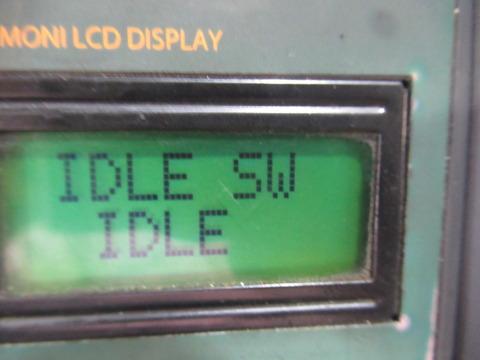 MONI LCD DISPLAY
IDLE SW
IDLE